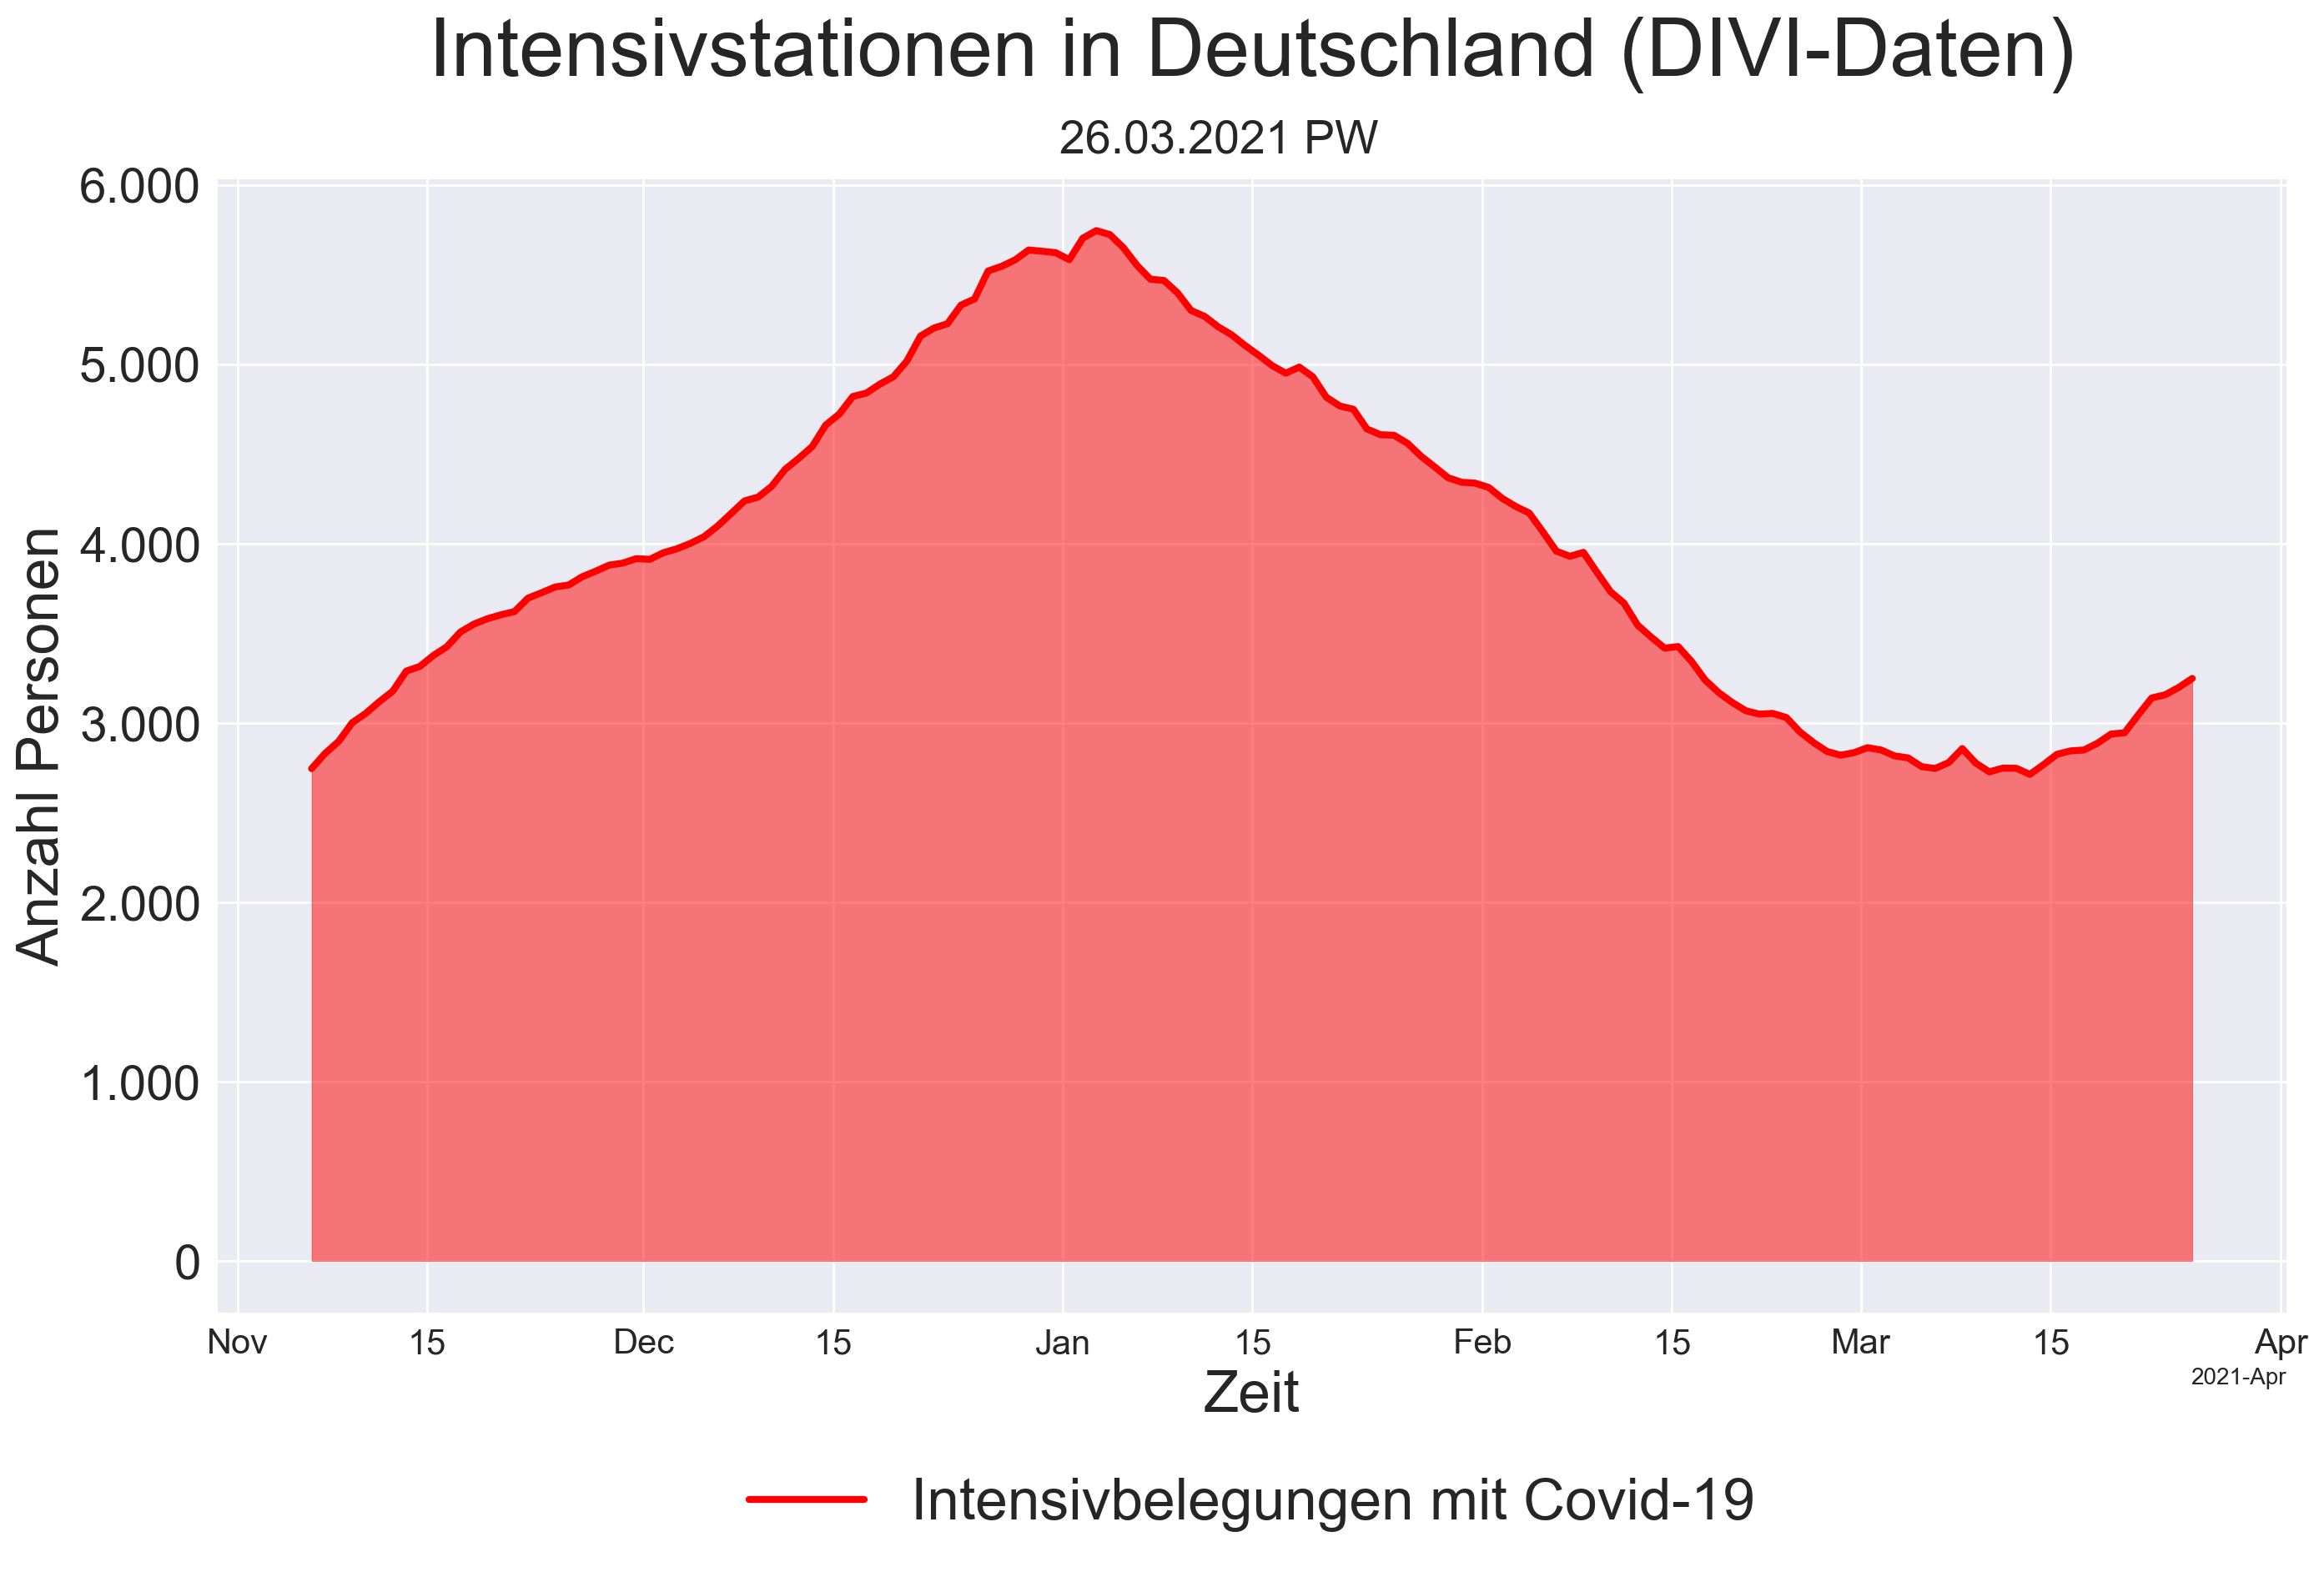 Intensivstationen in Deutschland (DIVI-Daten)
26.03.2021 PW
6.000
5.000
4.000
3.000
2.000
1.000
0
Anzahl Personen
Nov 15 Dec 15 Jan 15 Feb 15 Mar 15 Apr
2021-Apr
Zeit
Intensivbelegungen mit Covid-19